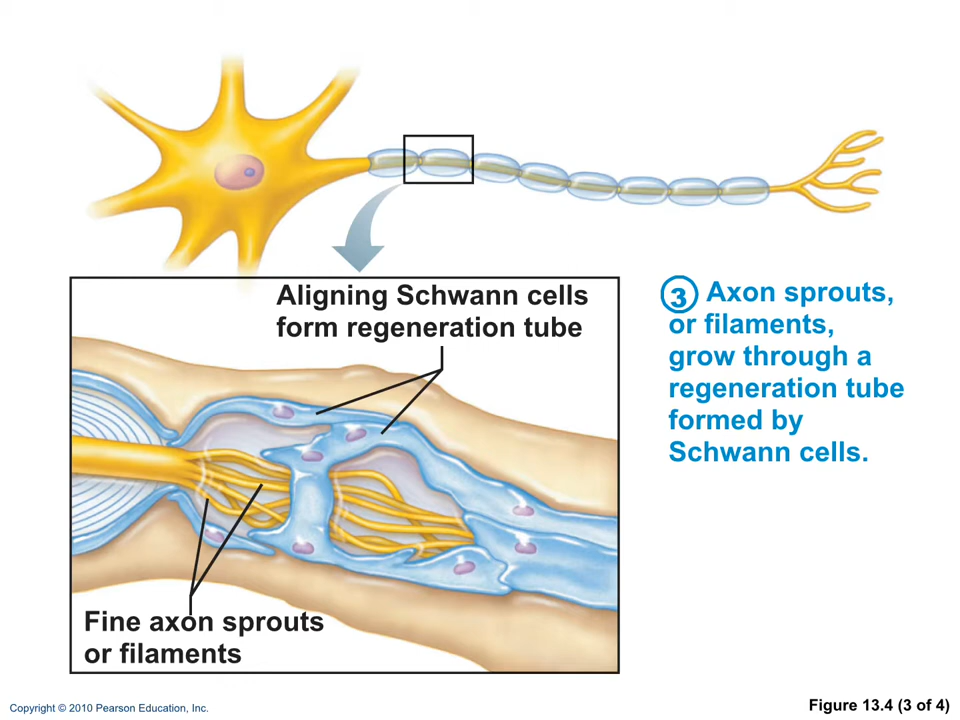 Aligning Schwann cells
form regeneration tube
3 Axon sprouts,
or filaments,
grow through a
regeneration tube
formed by
Schwann cells.
Fine axon sprouts
or filaments
Copyright © 2010 Pearson Education, Inc.
Figure 13.4 (3 of 4)